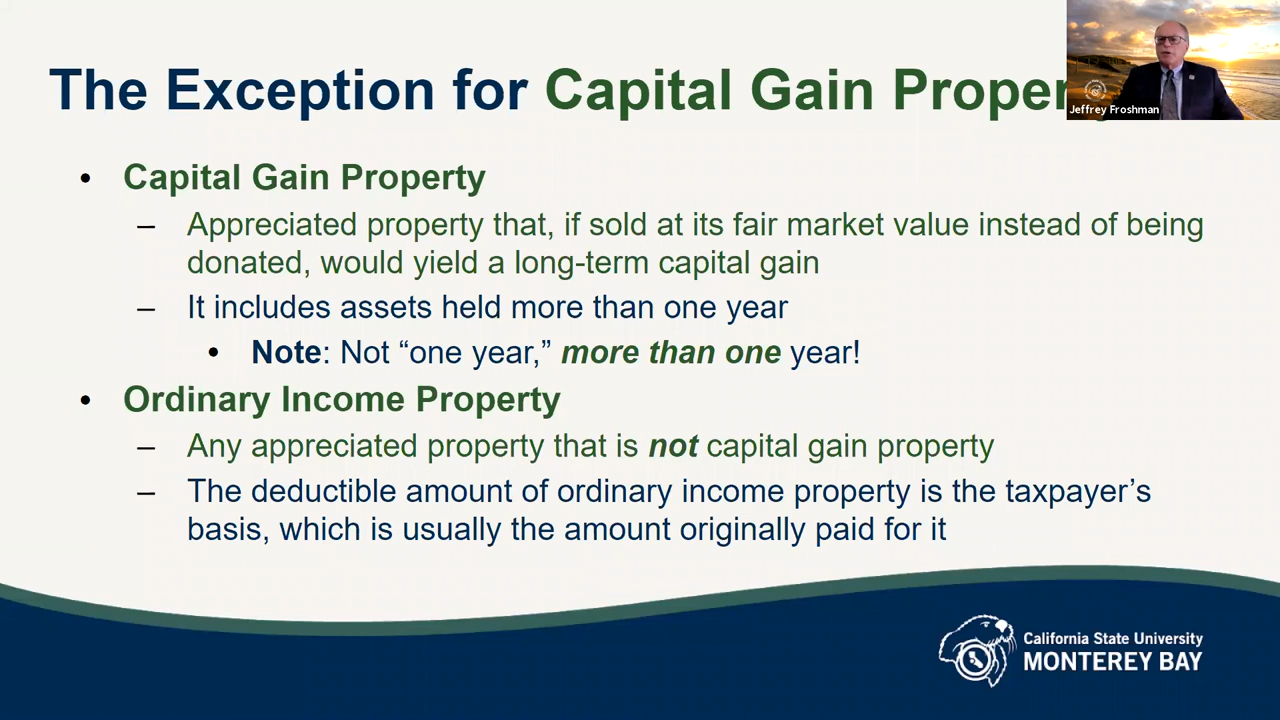 The Exception for Capital Gain Proper
Jeffrey Froshman
• Capital Gain Property
– Appreciated property that, if sold at its fair market value instead of being
donated, would yield a long-term capital gain
– It includes assets held more than one year
• Note: Not “one year,” more than one year!
• Ordinary Income Property
– Any appreciated property that is not capital gain property
– The deductible amount of ordinary income property is the taxpayer’s
basis, which is usually the amount originally paid for it
California State University
MONTEREY BAY